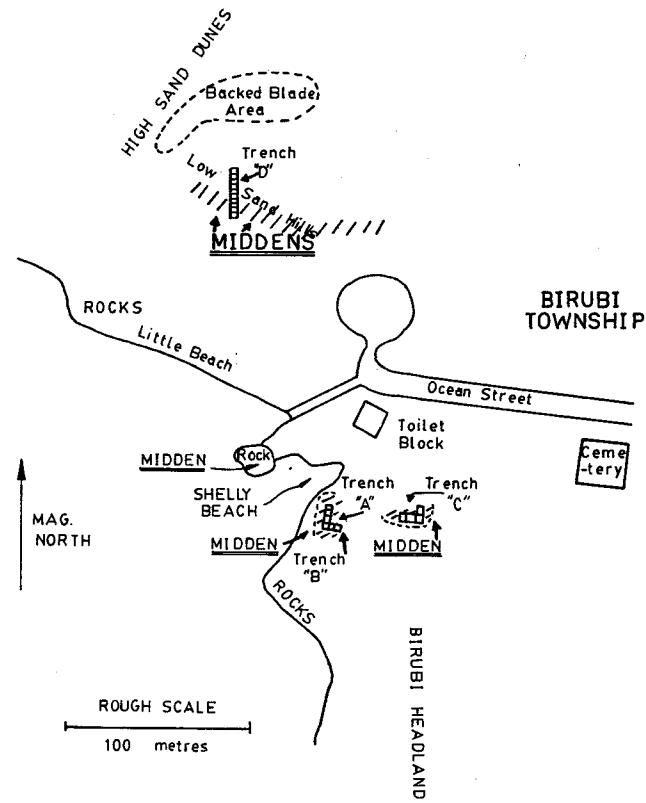 HIGH SAND DUNES
Backed Blade
Area
Trench
"D"
Low Sand Hills
MIDDENS
ROCKS
Little Beach
BIRUBI
TOWNSHIP
Ocean Street
Toilet
Block
Ceme
-tery
Rock
MIDDEN
SHELLY
BEACH
Trench
"A"
Trench
"C"
MAG.
NORTH
MIDDEN
MIDDEN
Trench
"B"
ROCKS
BIRUBI HEADLAND
ROUGH SCALE
100 metres